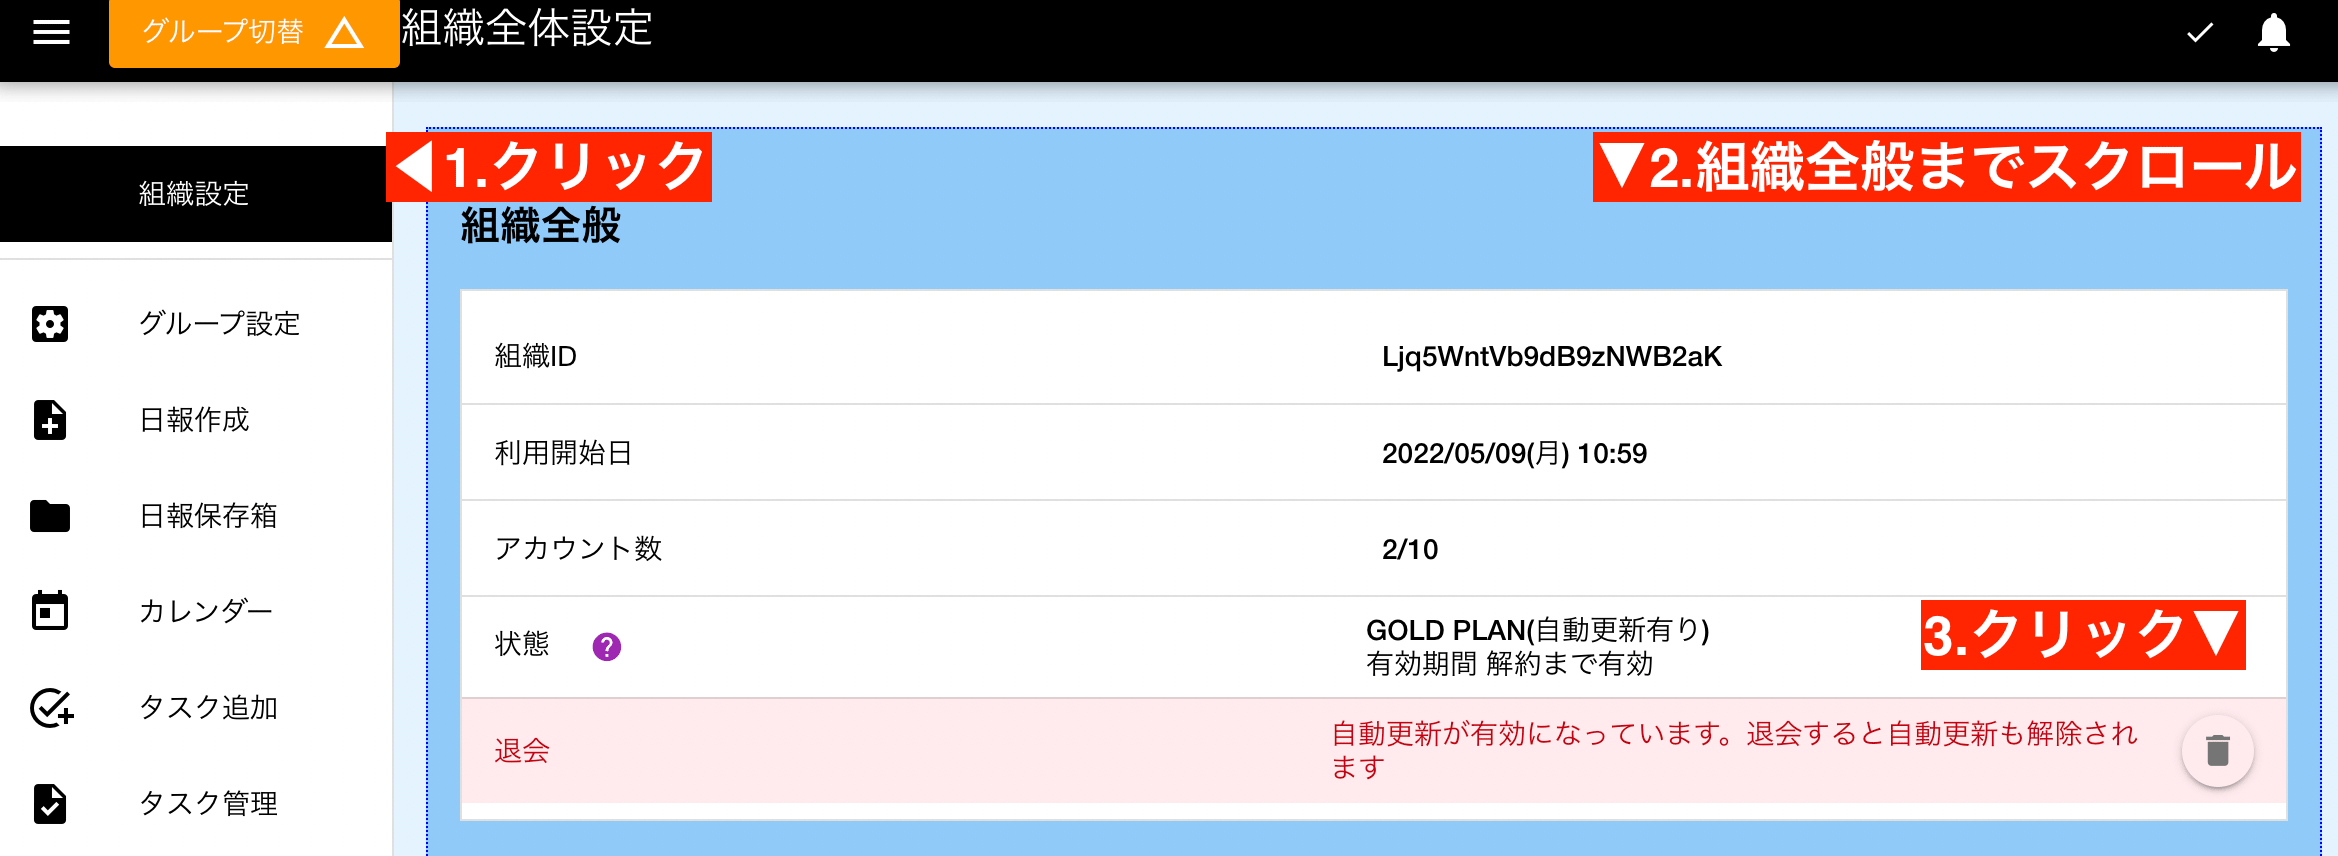 グループ切替
組織全体設定
組織設定
◀1.クリック
▼2.組織全般までスクロール
組織全般
グループ設定
日報作成
日報保存箱
カレンダー
タスク追加
タスク管理
組織ID
Ljq5WntVb9dB9zNWB2aK
利用開始日
2022/05/09(月) 10:59
アカウント数
2/10
状態 ?
GOLD PLAN(自動更新有り)
有効期間 解約まで有効
3.クリック▼
退会
自動更新が有効になっています。退会すると自動更新も解除され
ます